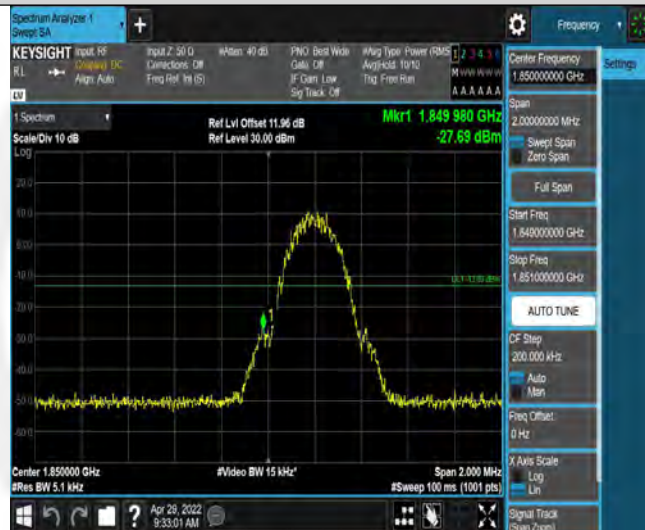 Spectrum Analyzer 1
Swept SA
Frequency
KEYSIGHT
Input: RF
Coupling: DC
Align: Auto
Input Z: 50 Ω
Corrections: Off
Freq Ref: Int (S)
#Atten: 40 dB
PNO: Best Wide
Gate: Off
IF Gain: Low
Sig Track: Off
#Avg Type: Power (RMS
Avg|Hold: 10/10
Trig: Free Run
1 2 3 4 5 6
M W W W W W
A A A A A A
RL
LV
1 Spectrum
Scale/Div 10 dB
Ref Lvl Offset 11.96 dB
Ref Level 30.00 dBm
Mkr1 1.849 980 GHz
-27.69 dBm
Log
20.0
10.0
0.00
-10.0
-20.0
-30.0
-40.0
-50.0
-60.0
1
Center 1.850000 GHz
#Res BW 5.1 kHz
#Video BW 15 kHz*
Span 2.000 MHz
#Sweep 100 ms (1001 pts)
Center Frequency
1.850000000 GHz
Settings
Span
2.00000000 MHz
Swept Span
Zero Span
Full Span
Start Freq
1.849000000 GHz
Stop Freq
1.851000000 GHz
AUTO TUNE
CF Step
200.000 kHz
Auto
Man
Freq Offset
0 Hz
X Axis Scale
Log
Lin
Signal Track
(Span Zoom)
?
Apr 29, 2022
9:33:01 AM